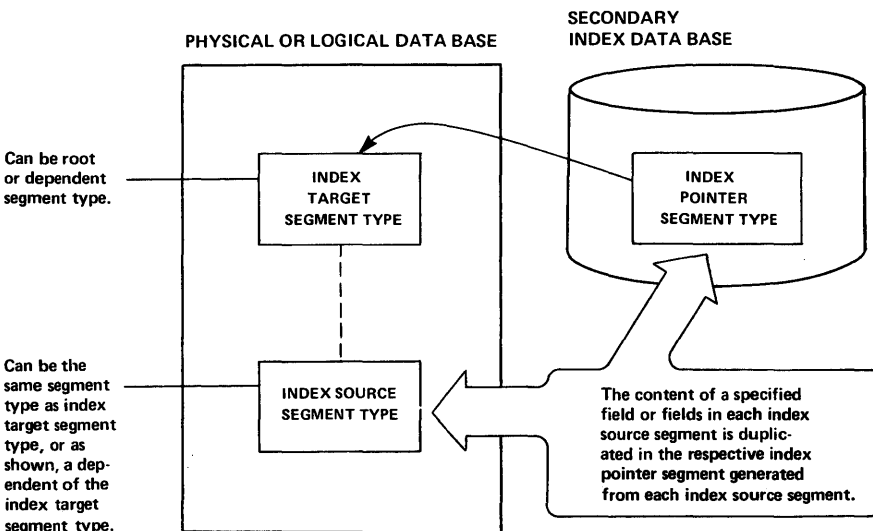 PHYSICAL OR LOGICAL DATA BASE
SECONDARY
INDEX DATA BASE
Can be root
or dependent
segment type.
INDEX
TARGET
SEGMENT TYPE
INDEX
POINTER
SEGMENT TYPE
Can be the
same segment
type as index
target segment
type, or as
shown, a dep-
endent of the
index target
segment type.
INDEX SOURCE
SEGMENT TYPE
The content of a specified
field or fields in each index
source segment is duplic-
ated in the respective index
pointer segment generated
from each index source segment.